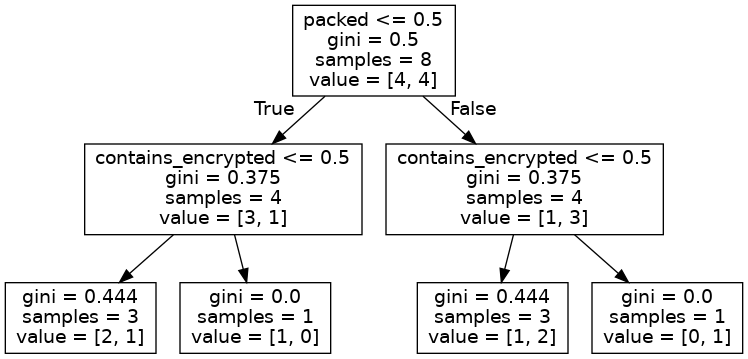 packed <= 0.5
gini = 0.5
samples = 8
value = [4, 4]
True
False
contains_encrypted <= 0.5
gini = 0.375
samples = 4
value = [3, 1]
contains_encrypted <= 0.5
gini = 0.375
samples = 4
value = [1, 3]
gini = 0.444
samples = 3
value = [2, 1]
gini = 0.0
samples = 1
value = [1, 0]
gini = 0.444
samples = 3
value = [1, 2]
gini = 0.0
samples = 1
value = [0, 1]